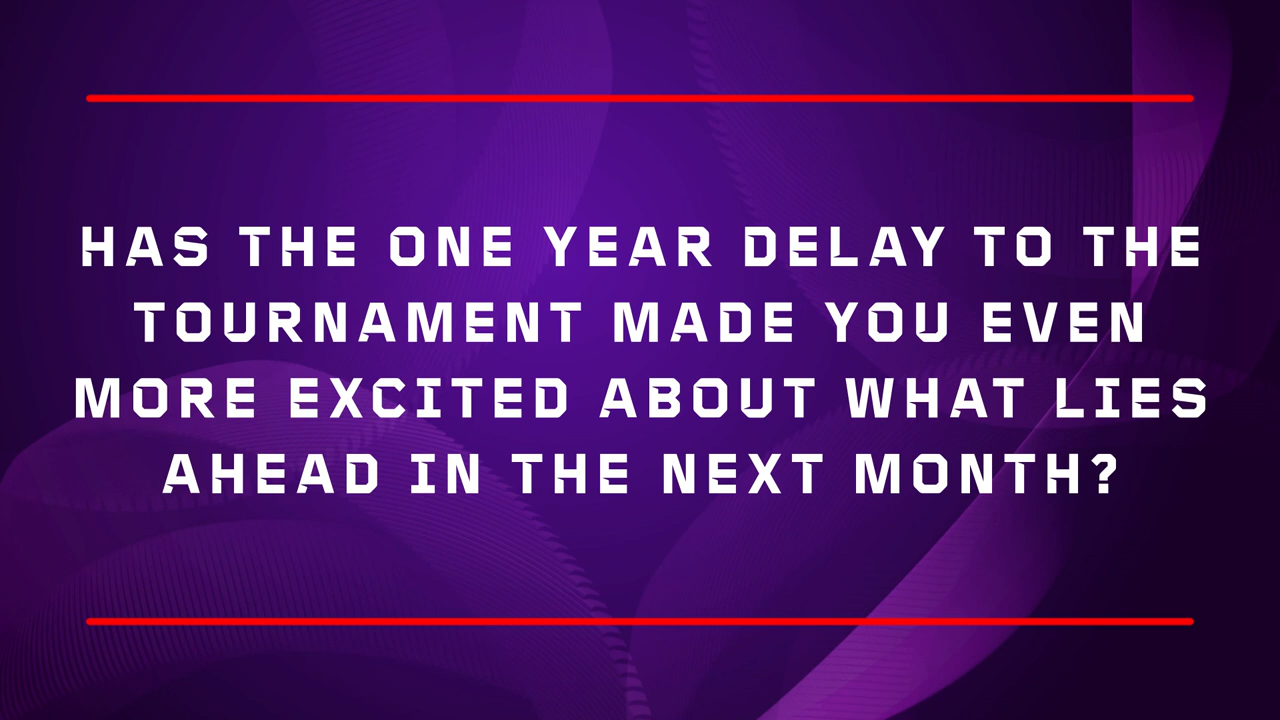 HAS THE ONE YEAR DELAY TO THE
TOURNAMENT MADE YOU EVEN
MORE EXCITED ABOUT WHAT LIES
AHEAD IN THE NEXT MONTH?